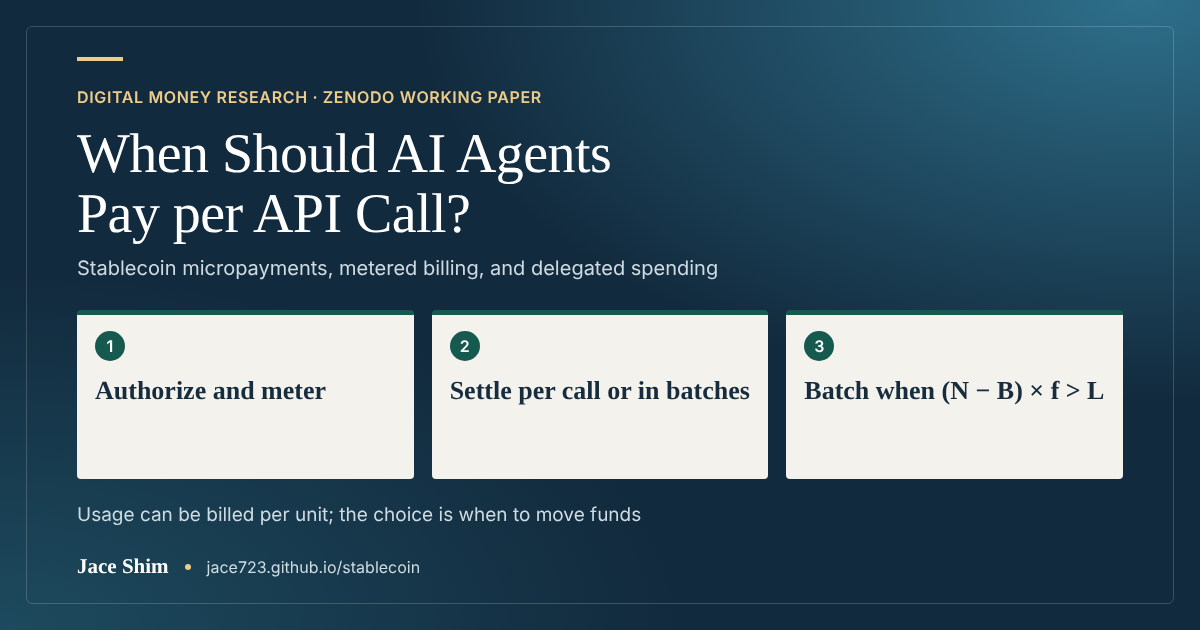 DIGITAL MONEY RESEARCH · ZENODO WORKING PAPER
When Should AI Agents
Pay per API Call?
Stablecoin micropayments, metered billing, and delegated spending
1
Authorize and meter
2
Settle per call or in batches
3
Batch when (N − B) × f > L
Usage can be billed per unit; the choice is when to move funds
Jace Shim • jace723.github.io/stablecoin